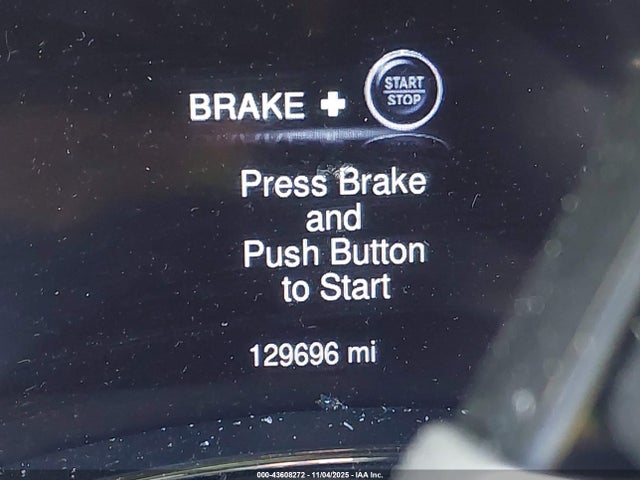 BRAKE + START
STOP
Press Brake
and
Push Button
to Start
129696 mi
000-43608272 - 11/04/2025 - IAA Inc.